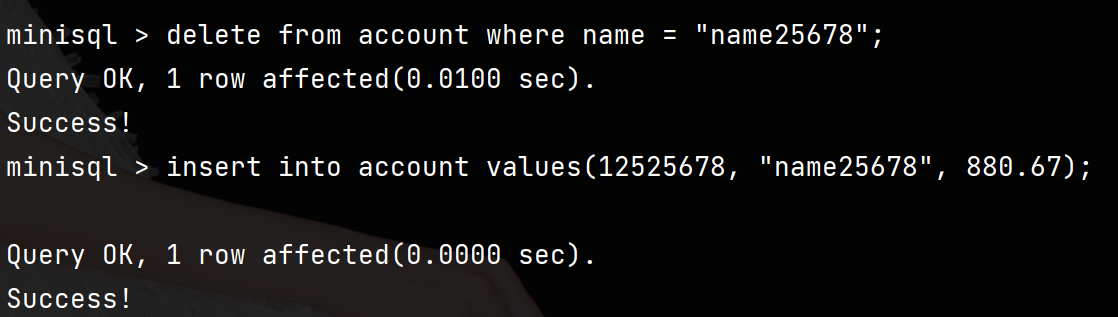 minisql > delete from account where name = "name25678";
Query OK, 1 row affected(0.0100 sec).
Success!
minisql > insert into account values(12525678, "name25678", 880.67);
Query OK, 1 row affected(0.0000 sec).
Success!